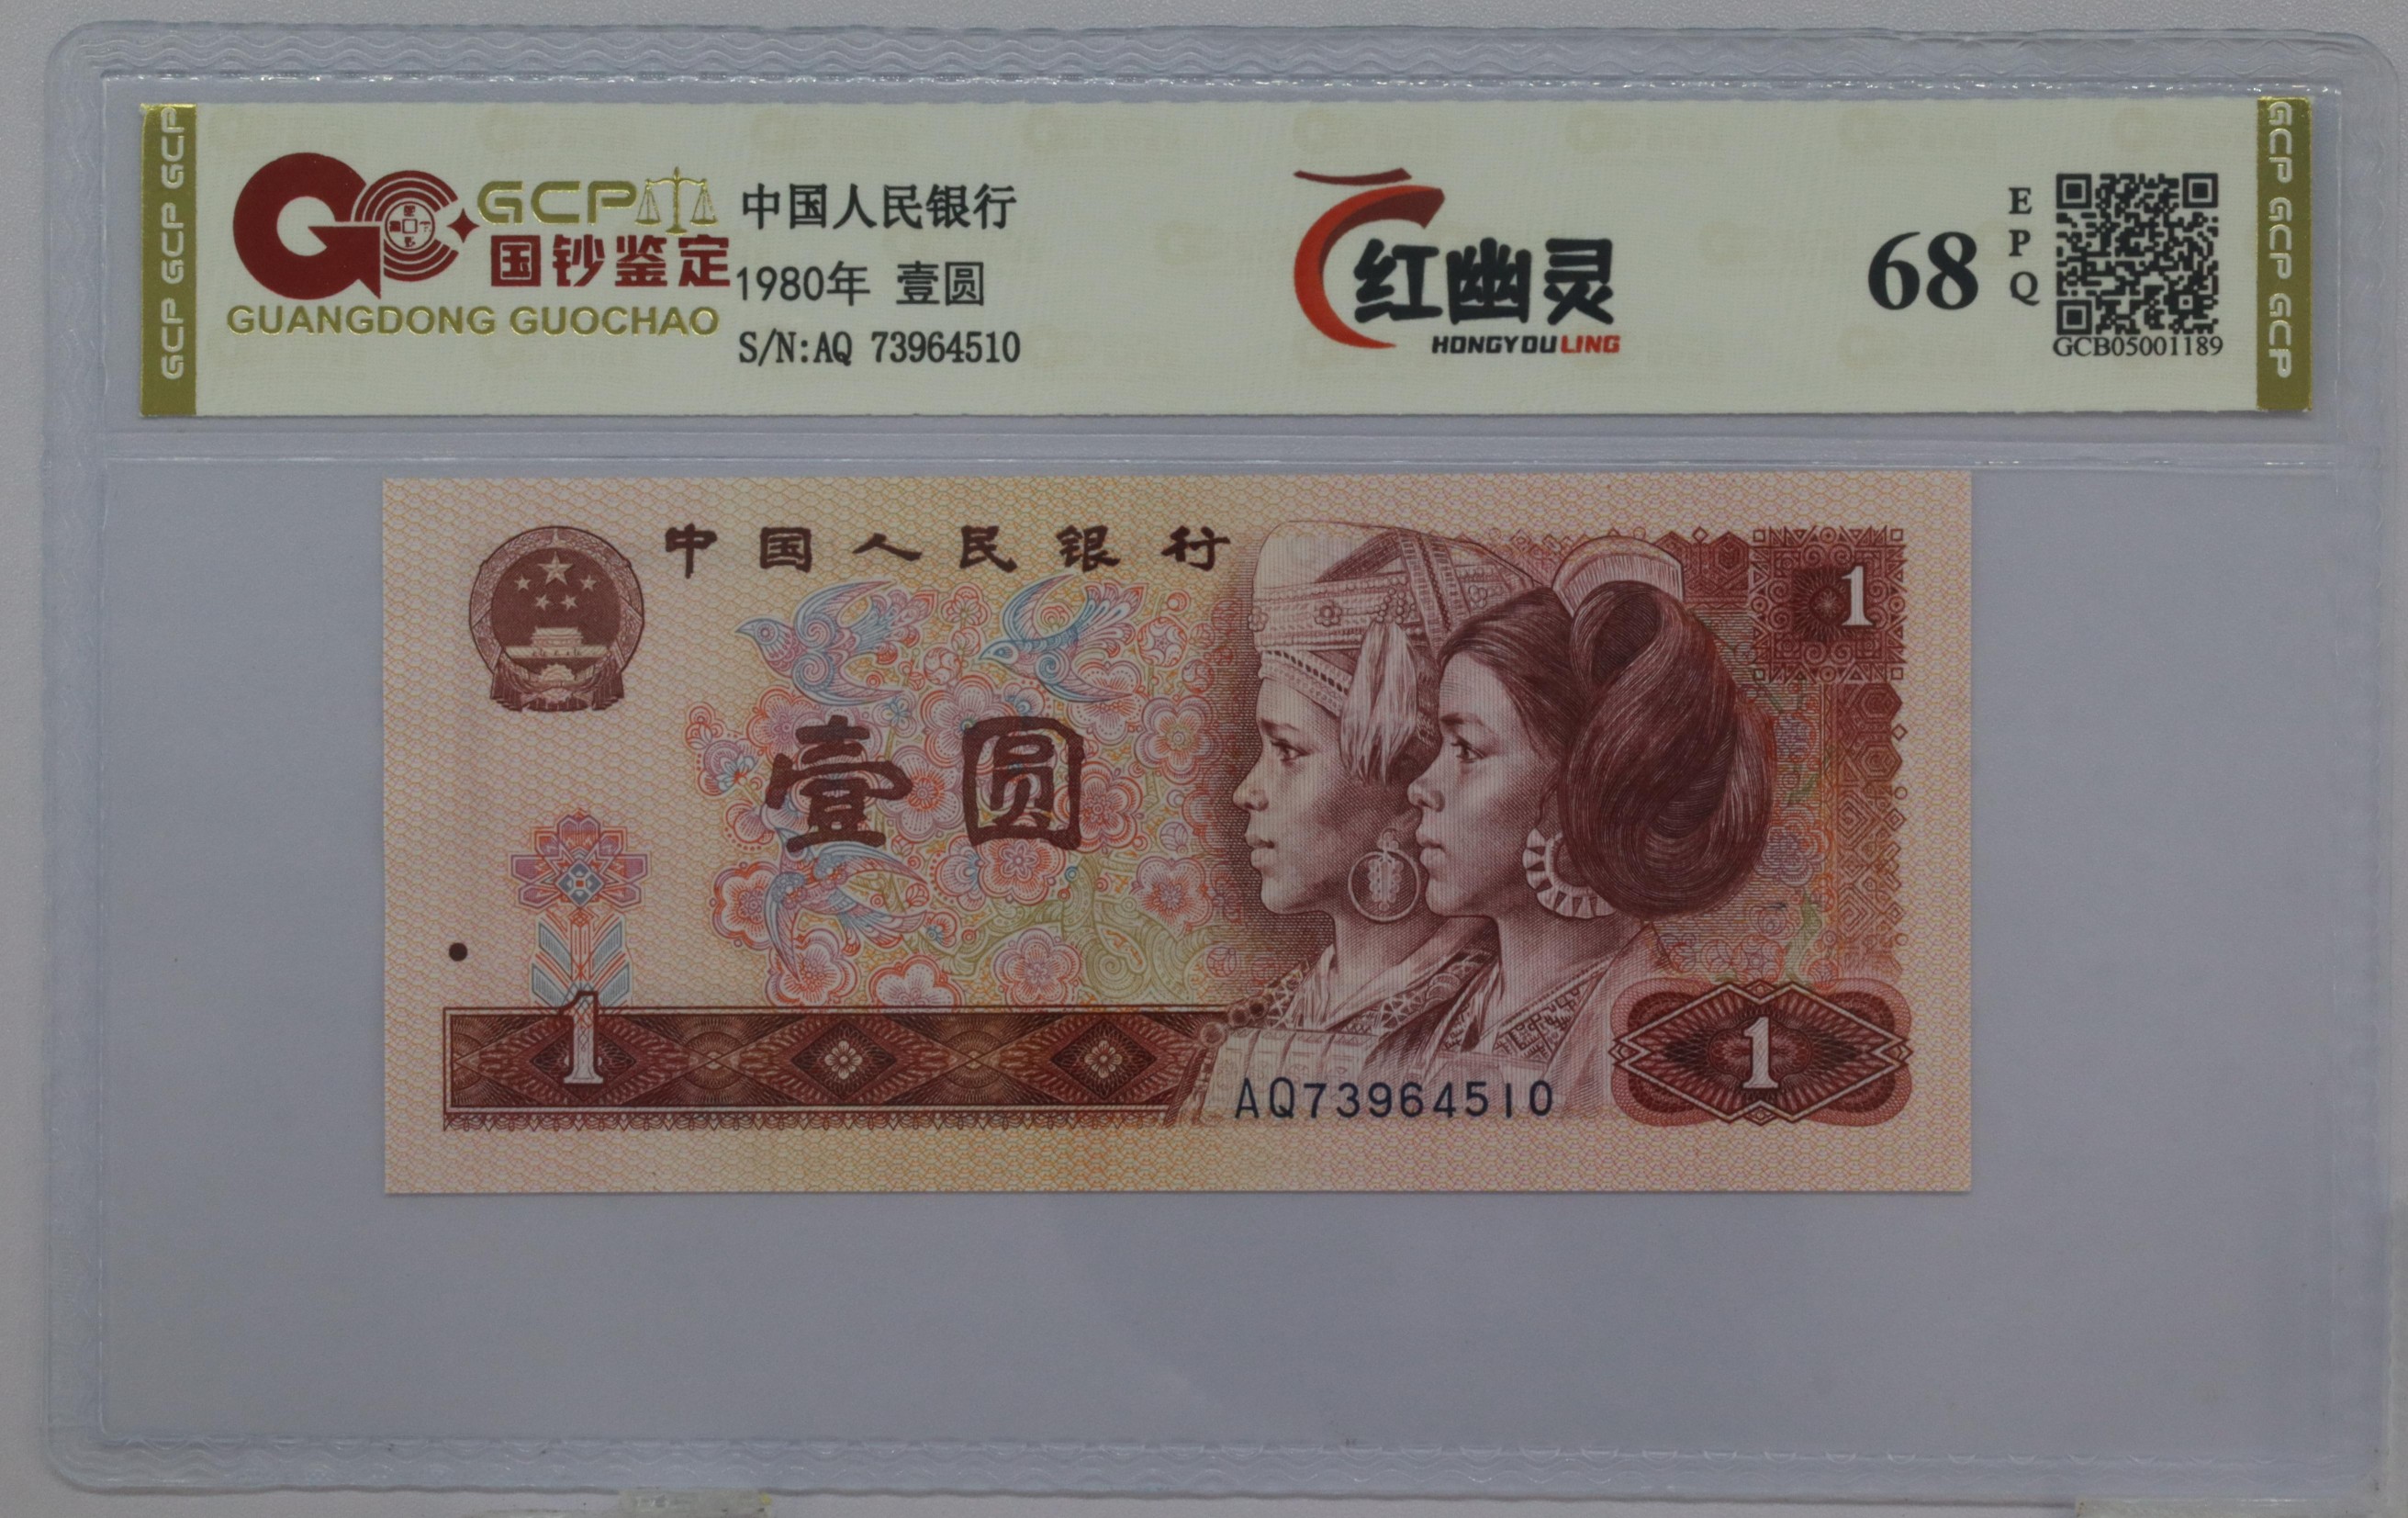 GCP GCP GCP
GCP
国钞鉴定
GUANGDONG GUOCHAO
中国人民银行
1980年 壹圆
S/N:AQ 73964510
红幽灵
HONGYOULING
68
EPQ
GCB05001189
GCP GCP GCP
中国人民银行
1
壹圆
1
1
AQ73964510